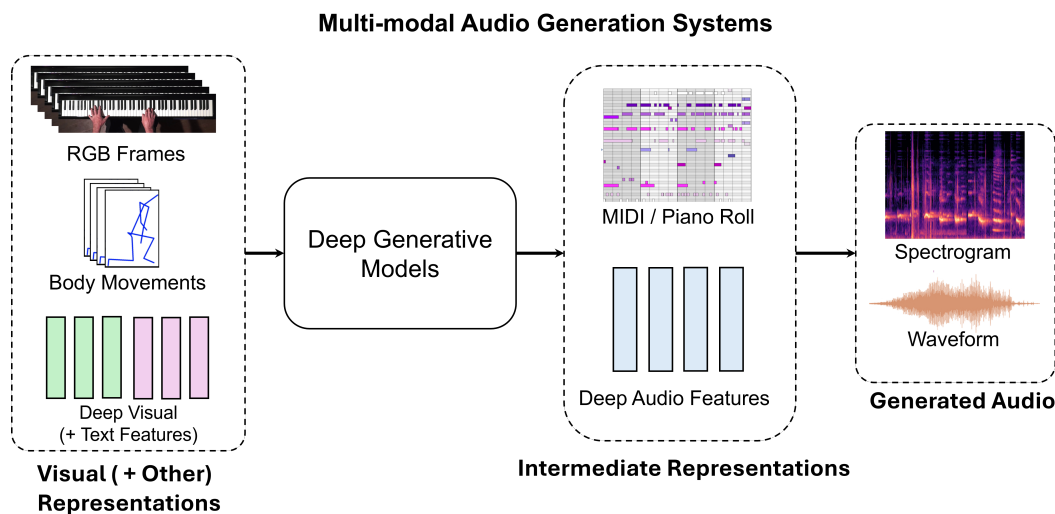 Multi-modal Audio Generation Systems
RGB Frames
Body Movements
Deep Visual
(+ Text Features)
Visual ( + Other)
Representations
Deep Generative
Models
MIDI / Piano Roll
Deep Audio Features
Intermediate Representations
Spectrogram
Waveform
Generated Audio